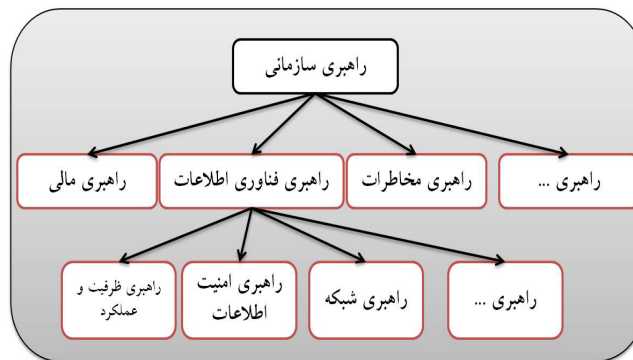 راهبری سازمانی
راهبری ...
راهبری مخاطرات
راهبری فناوری اطلاعات
راهبری مالی
راهبری ...
راهبری شبکه
راهبری امنیت
اطلاعات
راهبری ظرفیت و
عملکرد